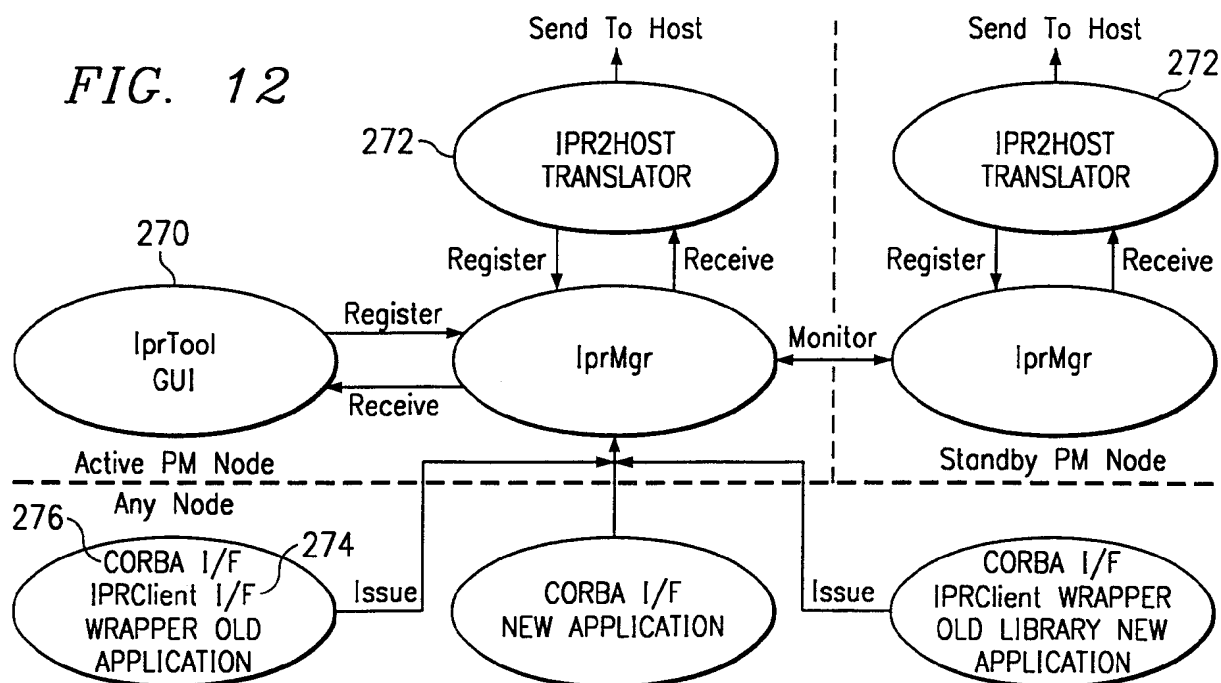 Send To Host
Send To Host
FIG. 12
272
272
IPR2HOST
TRANSLATOR
IPR2HOST
TRANSLATOR
270
Register
Receive
Register
Receive
IprTool
GUI
Register
Receive
IprMgr
Monitor
IprMgr
Active PM Node
Standby PM Node
Any Node
276
274
CORBA I/F
IPRClient I/F
WRAPPER OLD
APPLICATION
Issue
CORBA I/F
NEW APPLICATION
Issue
CORBA I/F
IPRClient WRAPPER
OLD LIBRARY NEW
APPLICATION